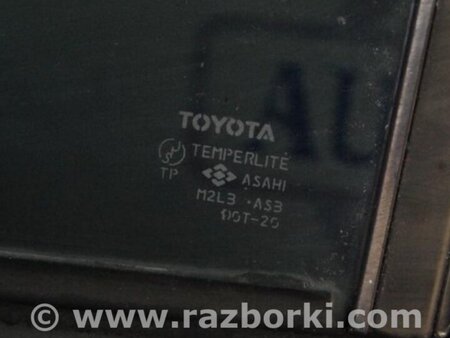 TOYOTA
TEMPERLITE
TP ASAHI
M2L3 ·AS3
DOT-20
AU
© www.razborki.com